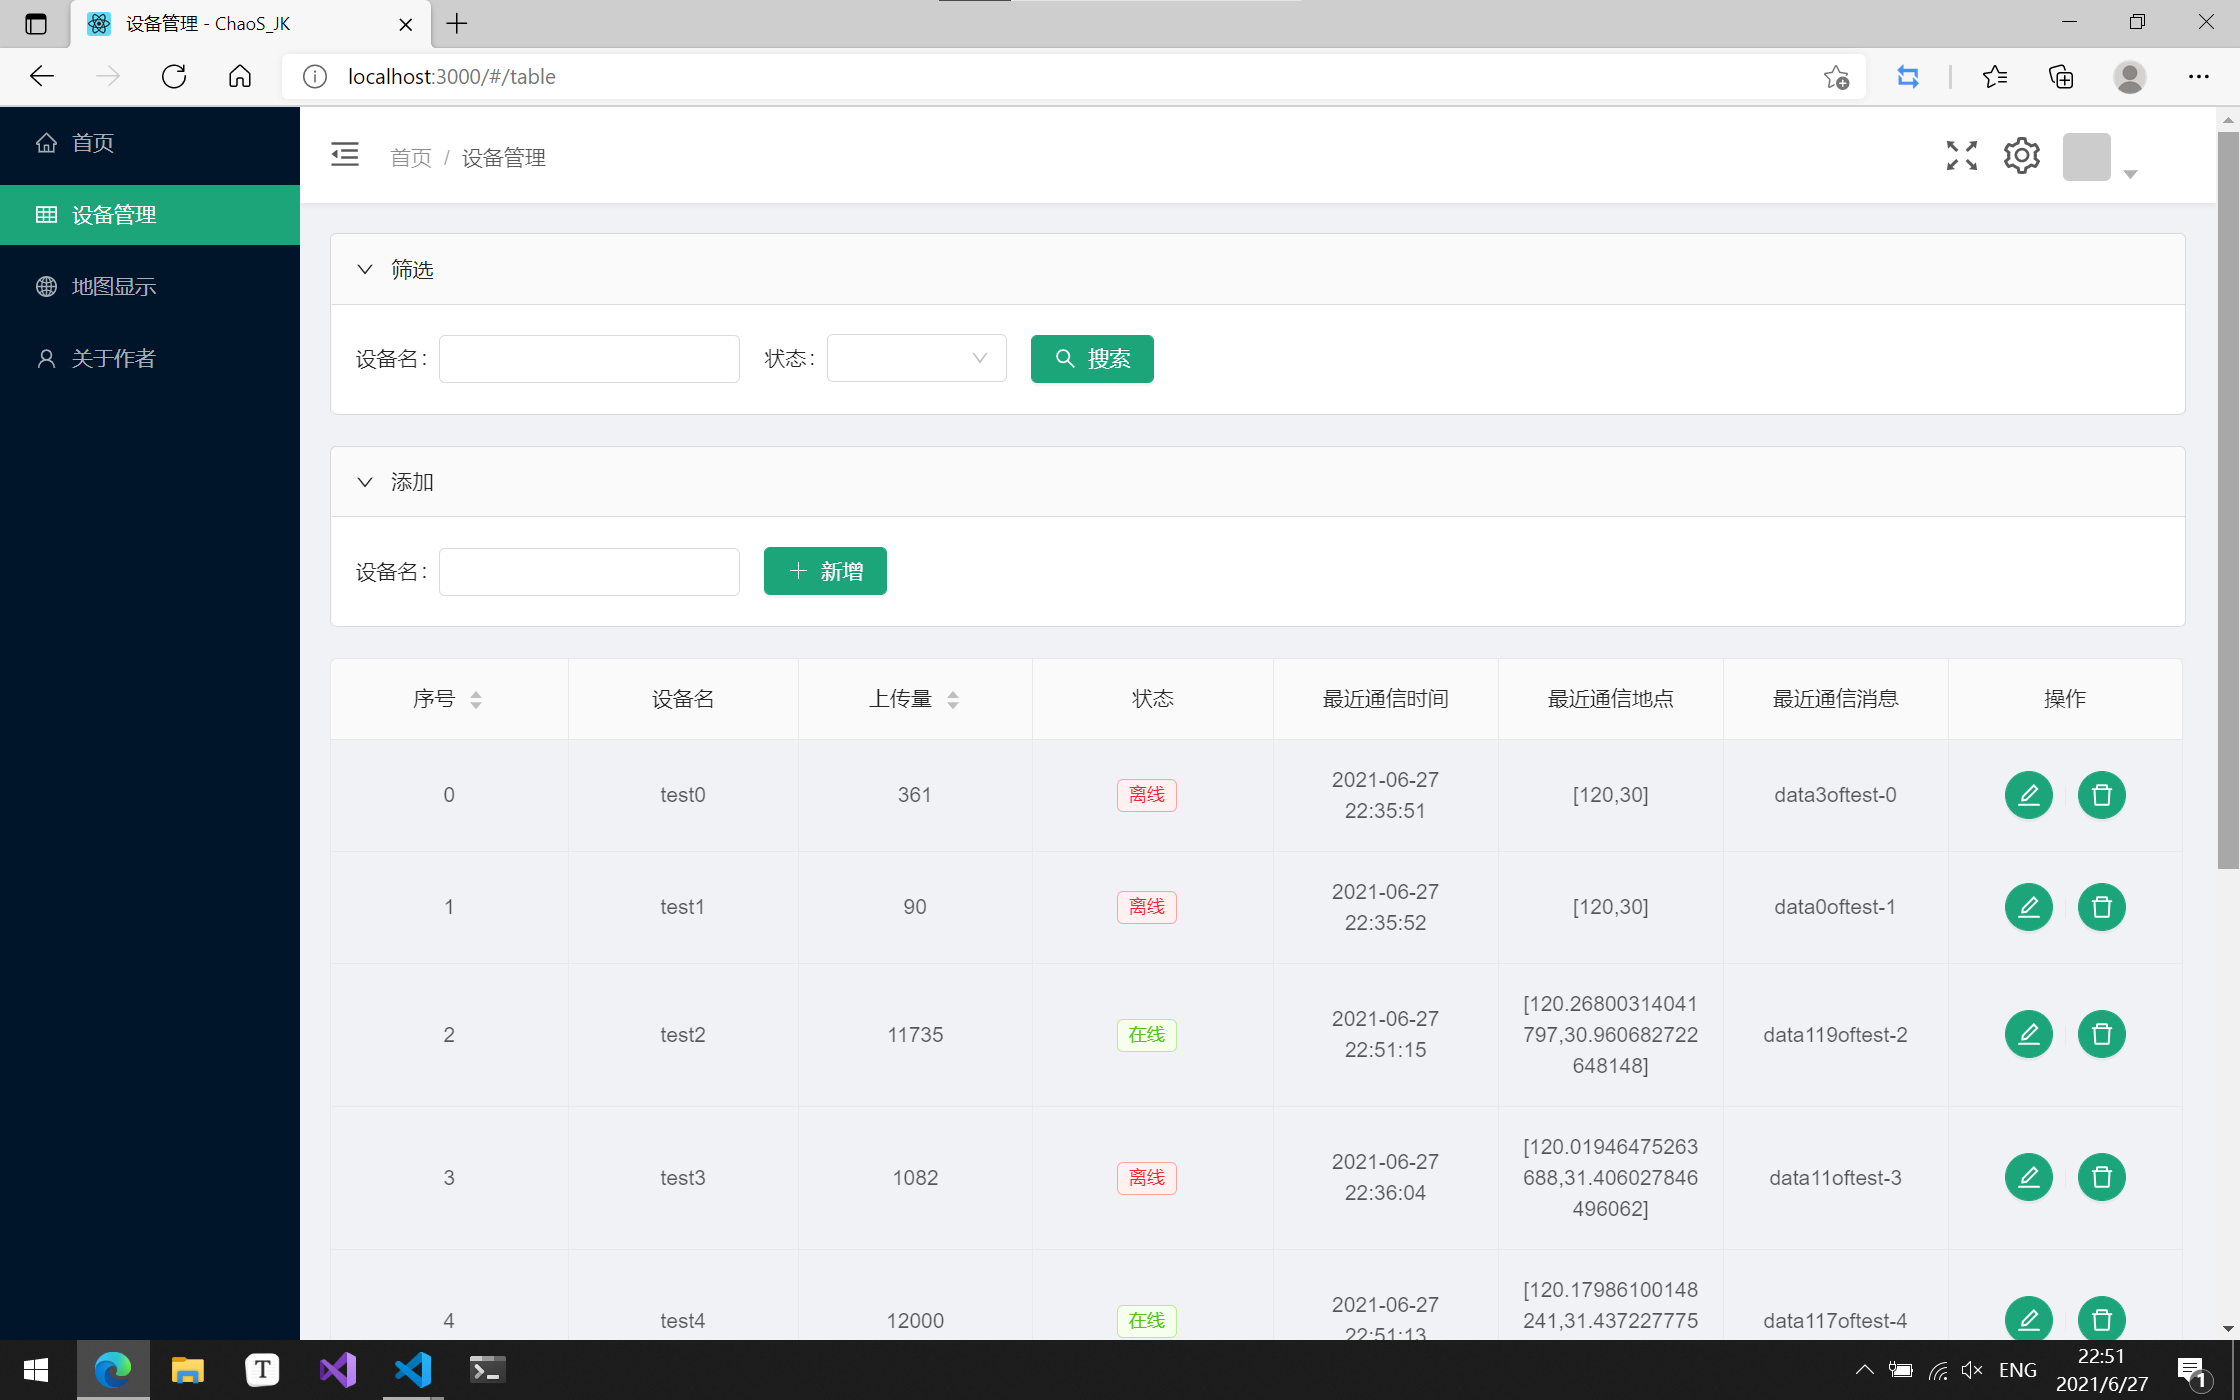 设备管理 - ChaoS_JK
localhost:3000/#/table
首页
设备管理
地图显示
关于作者
首页 / 设备管理
筛选
设备名: 状态: 搜索
添加
设备名: 新增
序号 设备名 上传量 状态 最近通信时间 最近通信地点 最近通信消息 操作
0 test0 361 离线 2021-06-27 22:35:51 [120,30] data3oftest-0
1 test1 90 离线 2021-06-27 22:35:52 [120,30] data0oftest-1
2 test2 11735 在线 2021-06-27 22:51:15 [120.26800314041797,30.960682722648148] data119oftest-2
3 test3 1082 离线 2021-06-27 22:36:04 [120.01946475263688,31.406027846496062] data11oftest-3
4 test4 12000 在线 2021-06-27 22:51:13 [120.17986100148241,31.437227775 data117oftest-4
ENG
22:51
2021/6/27
1